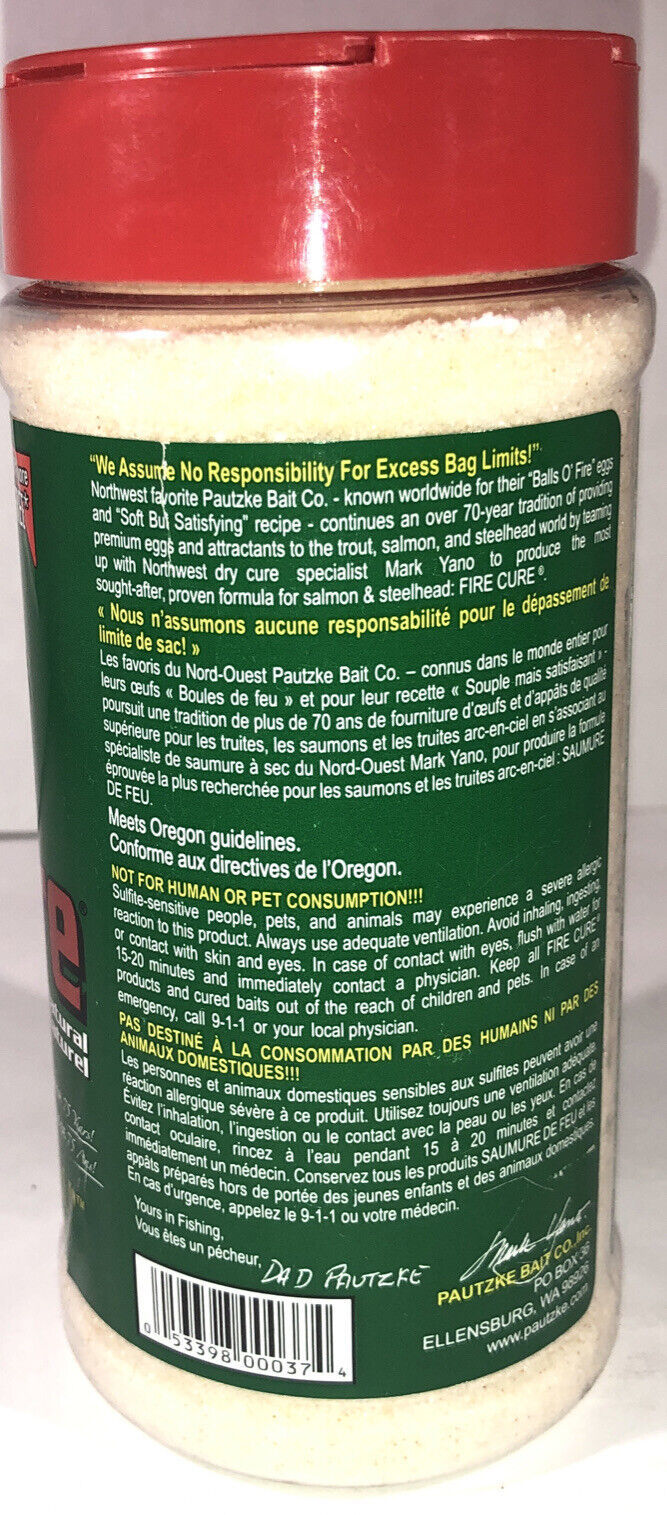 "We Assume No Responsibility For Excess Bag Limits!"
Northwest favorite Pautzke Bait Co. - known worldwide for their "Balls O' Fire" eggs
and "Soft But Satisfying" recipe - continues an over 70-year tradition of providing
premium eggs and attractants to the trout, salmon, and steelhead world by teaming
up with Northwest dry cure specialist Mark Yano to produce the most
sought-after, proven formula for salmon & steelhead: FIRE CURE®.
« Nous n'assumons aucune responsabilité pour le dépassement de
limite de sac! »
Les favoris du Nord-Ouest Pautzke Bait Co. – connus dans le monde entier pour
leurs œufs « Boules de feu » et pour leur recette « Souple mais satisfaisant » -
poursuit une tradition de plus de 70 ans de fourniture d'œufs et d'appâts de qualité
supérieure pour les truites, les saumons et les truites arc-en-ciel en s'associant au
spécialiste de saumure à sec du Nord-Ouest Mark Yano, pour produire la formule
éprouvée la plus recherchée pour les saumons et les truites arc-en-ciel : SAUMURE
DE FEU.
Meets Oregon guidelines.
Conforme aux directives de l'Oregon.
NOT FOR HUMAN OR PET CONSUMPTION!!!
Sulfite-sensitive people, pets, and animals may experience a severe allergic
reaction to this product. Always use adequate ventilation. Avoid inhaling, ingesting,
or contact with skin and eyes. In case of contact with eyes, flush with water for
15-20 minutes and immediately contact a physician. Keep all FIRE CURE®
products and cured baits out of the reach of children and pets. In case of an
emergency, call 9-1-1 or your local physician.
PAS DESTINÉ À LA CONSOMMATION PAR DES HUMAINS NI PAR DES
ANIMAUX DOMESTIQUES!!!
Les personnes et animaux domestiques sensibles aux sulfites peuvent avoir une
réaction allergique sévère à ce produit. Utilisez toujours une ventilation adéquate.
Évitez l'inhalation, l'ingestion ou le contact avec la peau ou les yeux. En cas de
contact oculaire, rincez à l'eau pendant 15 à 20 minutes et contactez
immédiatement un médecin. Conservez tous les produits SAUMURE DE FEU et les
appâts préparés hors de portée des jeunes enfants et des animaux domestiques.
En cas d'urgence, appelez le 9-1-1 ou votre médecin.
Yours in Fishing,
Vous êtes un pécheur,
DAD PAUTZKE
Mark Yano
PAUTZKE BAIT CO., Inc.
PO BOX 36
ELLENSBURG, WA 98926
www.pautzke.com
0 53398 00037 4
e®